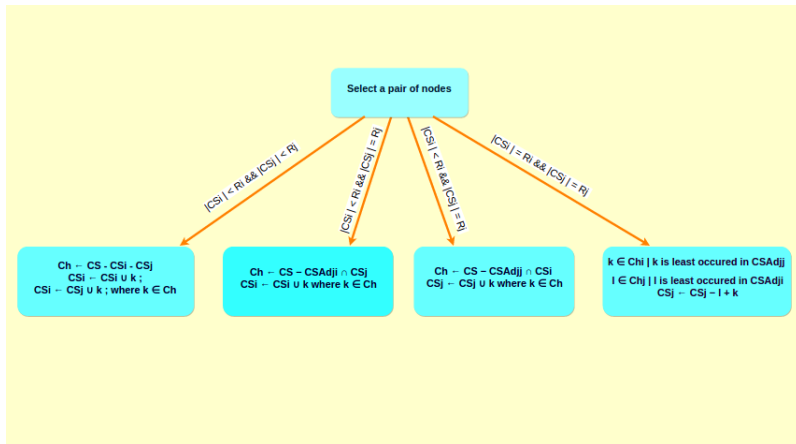 Select a pair of nodes
|CSi | < Ri && |CSj | < Rj
|CSi | < Ri && |CSj | = Rj
|CSi | < Ri && |CSj | = Rj
|CSi | = Ri && |CSj | = Rj
Ch ← CS - CSi - CSj
CSi ← CSi ∪ k ;
CSi ← CSj ∪ k ; where k ∈ Ch
Ch ← CS – CSAdji ∩ CSj
CSi ← CSi ∪ k where k ∈ Ch
Ch ← CS – CSAdjj ∩ CSi
CSj ← CSj ∪ k where k ∈ Ch
k ∈ Chi | k is least occured in CSAdjj
l ∈ Chj | l is least occured in CSAdji
CSj ← CSj – l + k